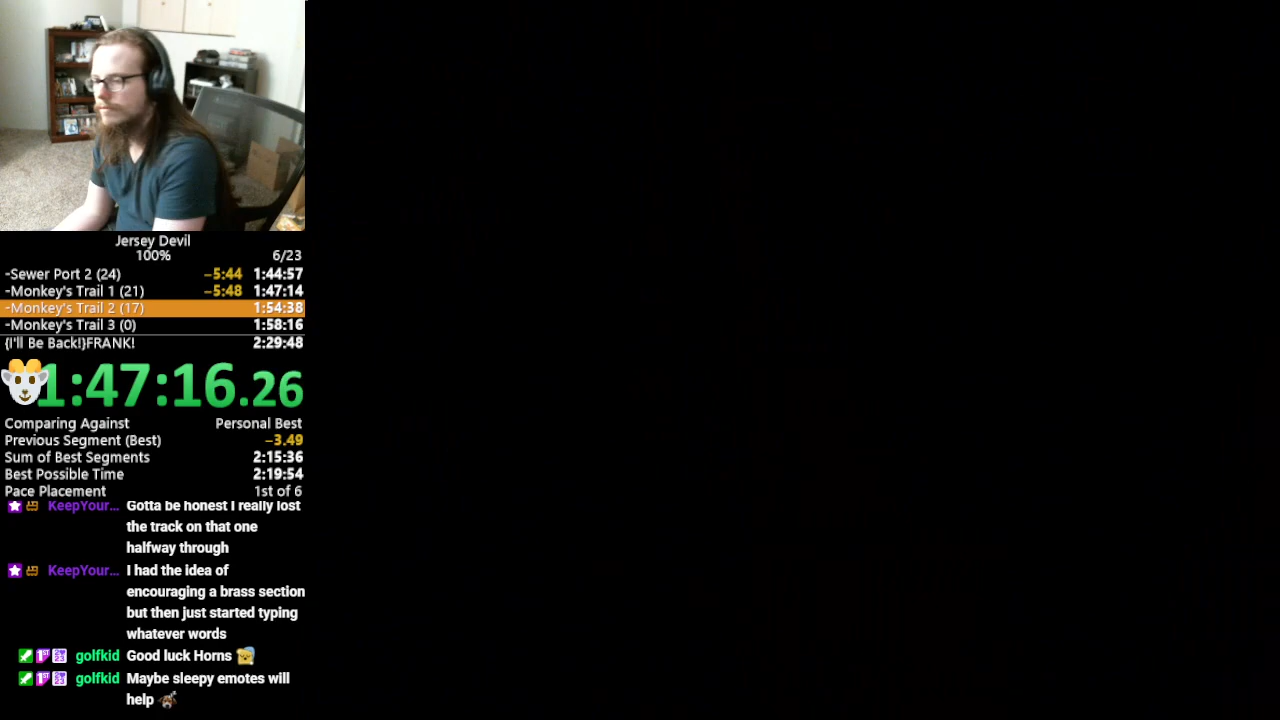 Jersey Devil
100% 6/23
-Sewer Port 2 (24) −5:44 1:44:57
-Monkey's Trail 1 (21) −5:48 1:47:14
-Monkey's Trail 2 (17) 1:54:38
-Monkey's Trail 3 (0) 1:58:16
{I'll Be Back!}FRANK! 2:29:48
1:47:16.26
Comparing Against Personal Best
Previous Segment (Best) −3.49
Sum of Best Segments 2:15:36
Best Possible Time 2:19:54
Pace Placement 1st of 6
KeepYour... Gotta be honest I really lost
the track on that one
halfway through
KeepYour... I had the idea of
encouraging a brass section
but then just started typing
whatever words
golfkid Good luck Horns
golfkid Maybe sleepy emotes will
help